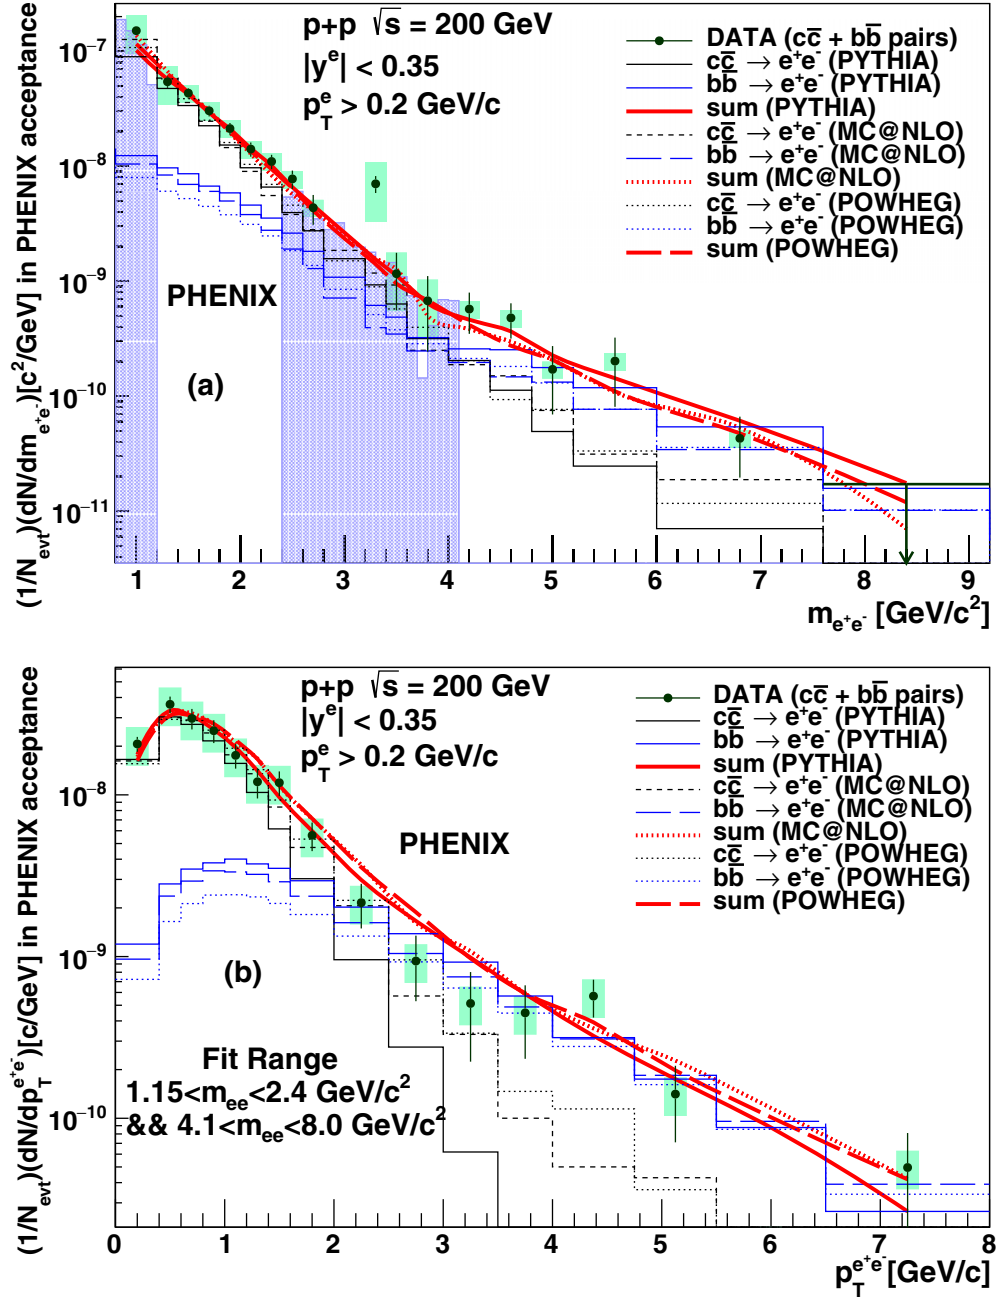 p+p √s = 200 GeV
|yᵉ| < 0.35
p_T^e > 0.2 GeV/c
DATA (cc̅ + bb̅ pairs)
cc̅ → e⁺e⁻ (PYTHIA)
bb̅ → e⁺e⁻ (PYTHIA)
sum (PYTHIA)
cc̅ → e⁺e⁻ (MC@NLO)
bb̅ → e⁺e⁻ (MC@NLO)
sum (MC@NLO)
cc̅ → e⁺e⁻ (POWHEG)
bb̅ → e⁺e⁻ (POWHEG)
sum (POWHEG)
(1/N_evt)(dN/dm_e⁺e⁻)[c²/GeV] in PHENIX acceptance
10⁻⁷
10⁻⁸
10⁻⁹
10⁻¹⁰
10⁻¹¹
PHENIX
(a)
1 2 3 4 5 6 7 8 9
m_e⁺e⁻ [GeV/c²]
p+p √s = 200 GeV
|yᵉ| < 0.35
p_T^e > 0.2 GeV/c
DATA (cc̅ + bb̅ pairs)
cc̅ → e⁺e⁻ (PYTHIA)
bb̅ → e⁺e⁻ (PYTHIA)
sum (PYTHIA)
cc̅ → e⁺e⁻ (MC@NLO)
bb̅ → e⁺e⁻ (MC@NLO)
sum (MC@NLO)
cc̅ → e⁺e⁻ (POWHEG)
bb̅ → e⁺e⁻ (POWHEG)
sum (POWHEG)
(1/N_evt)(dN/dp_T^e⁺e⁻)[c/GeV] in PHENIX acceptance
10⁻⁸
10⁻⁹
10⁻¹⁰
PHENIX
(b)
Fit Range
1.15<m_ee<2.4 GeV/c²
&& 4.1<m_ee<8.0 GeV/c²
0 1 2 3 4 5 6 7 8
p_T^e⁺e⁻[GeV/c]